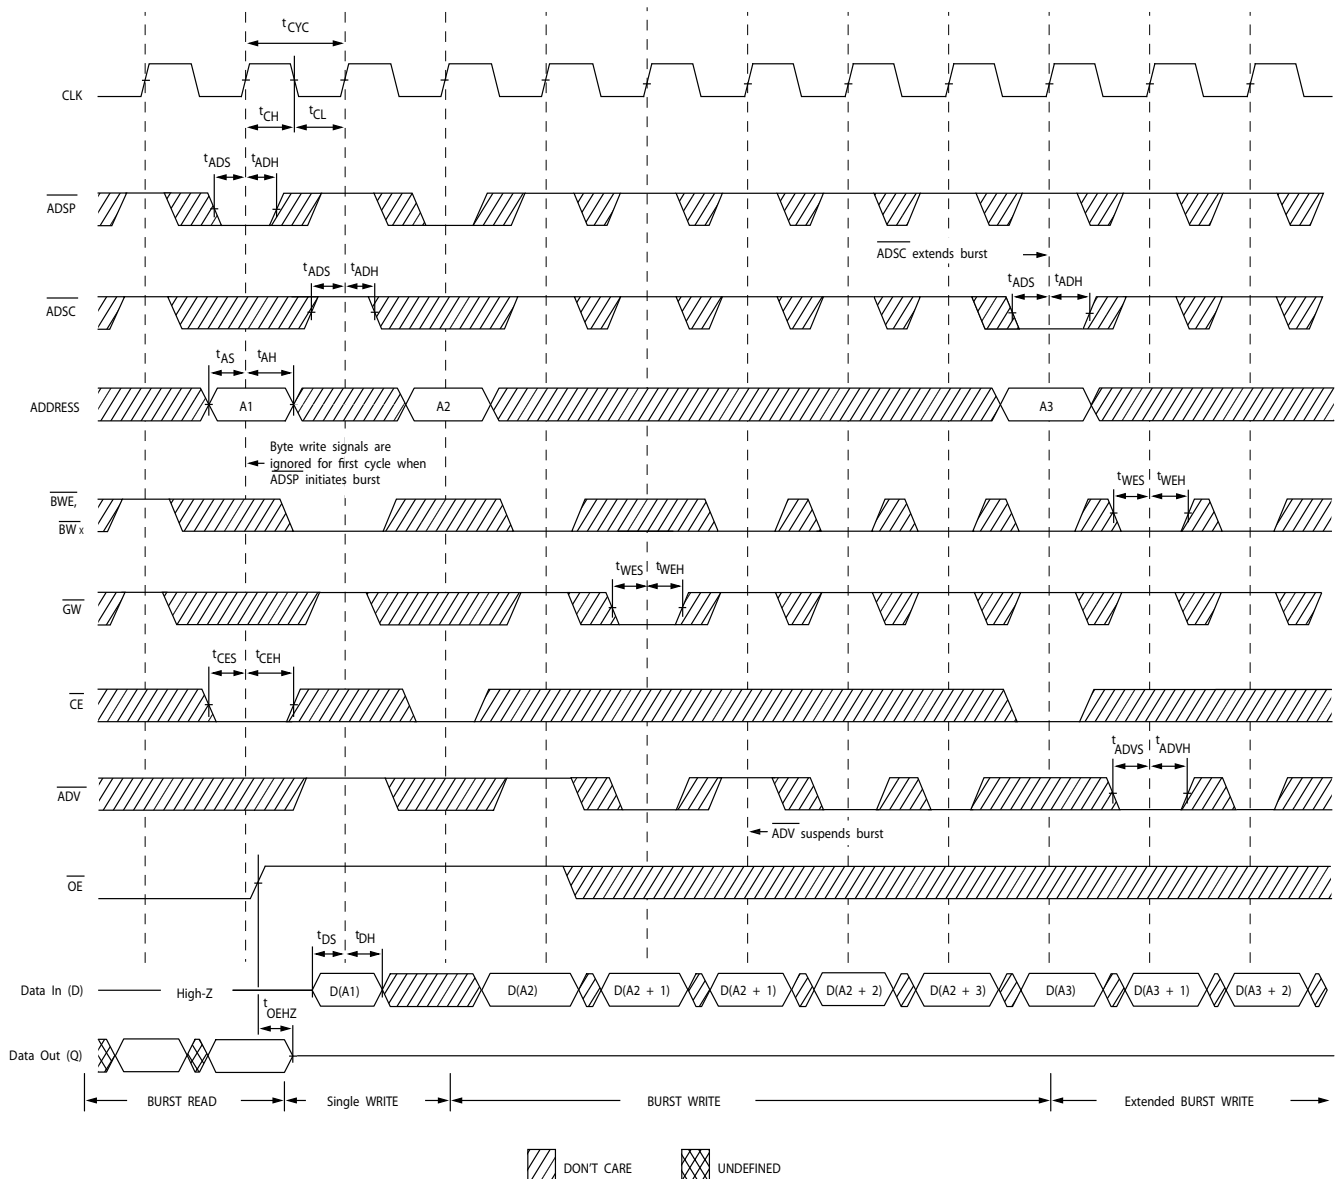 tCYC
CLK
tCH
tCL
tADS
tADH
ADSP
ADSC extends burst
tADS
tADH
tADS
tADH
ADSC
tAS
tAH
ADDRESS
A1
A2
A3
Byte write signals are
ignored for first cycle when
ADSP initiates burst
BWE,
BWx
tWES
tWEH
tWES
tWEH
GW
tCES
tCEH
CE
tADVS
tADVH
ADV
ADV suspends burst
OE
tDS
tDH
Data In (D)
High-Z
D(A1)
D(A2)
D(A2 + 1)
D(A2 + 1)
D(A2 + 2)
D(A2 + 3)
D(A3)
D(A3 + 1)
D(A3 + 2)
tOEHZ
Data Out (Q)
BURST READ
Single WRITE
BURST WRITE
Extended BURST WRITE
DON'T CARE
UNDEFINED